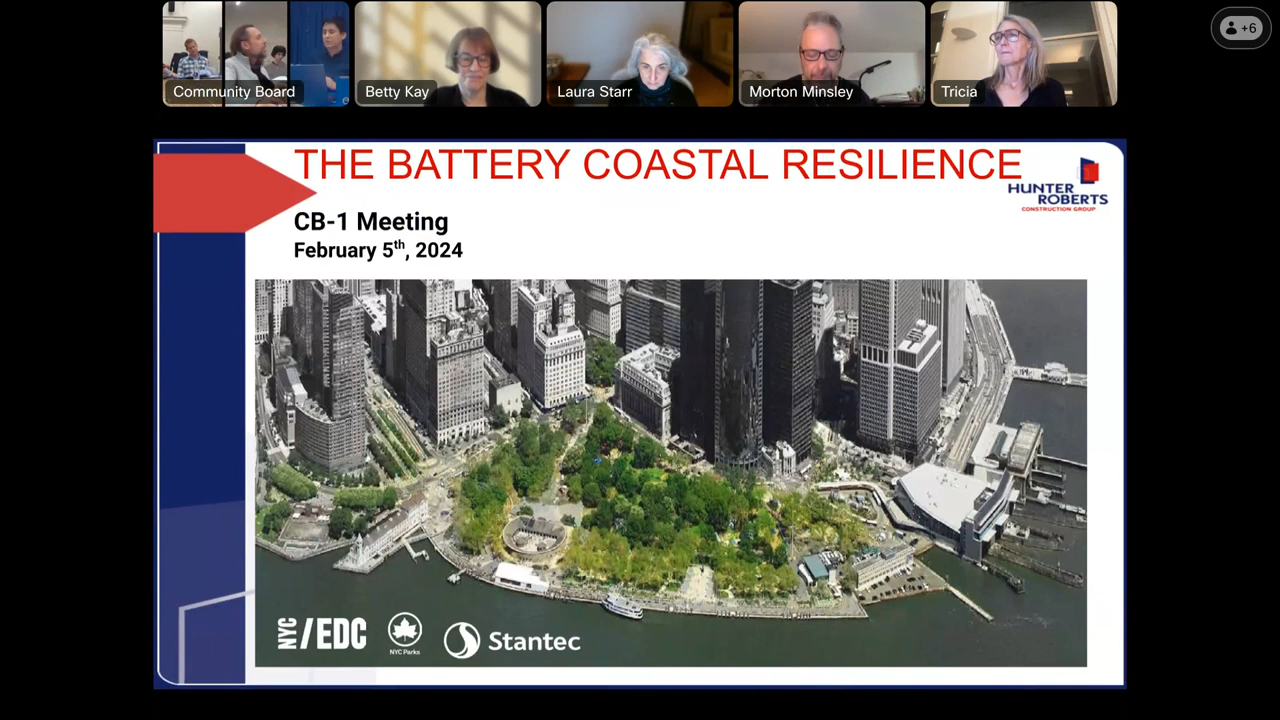 +6
Community Board
Betty Kay
Laura Starr
Morton Minsley
Tricia
THE BATTERY COASTAL RESILIENCE
HUNTER
ROBERTS
CONSTRUCTION GROUP
CB-1 Meeting
February 5th, 2024
NYC/EDC
NYC Parks
Stantec